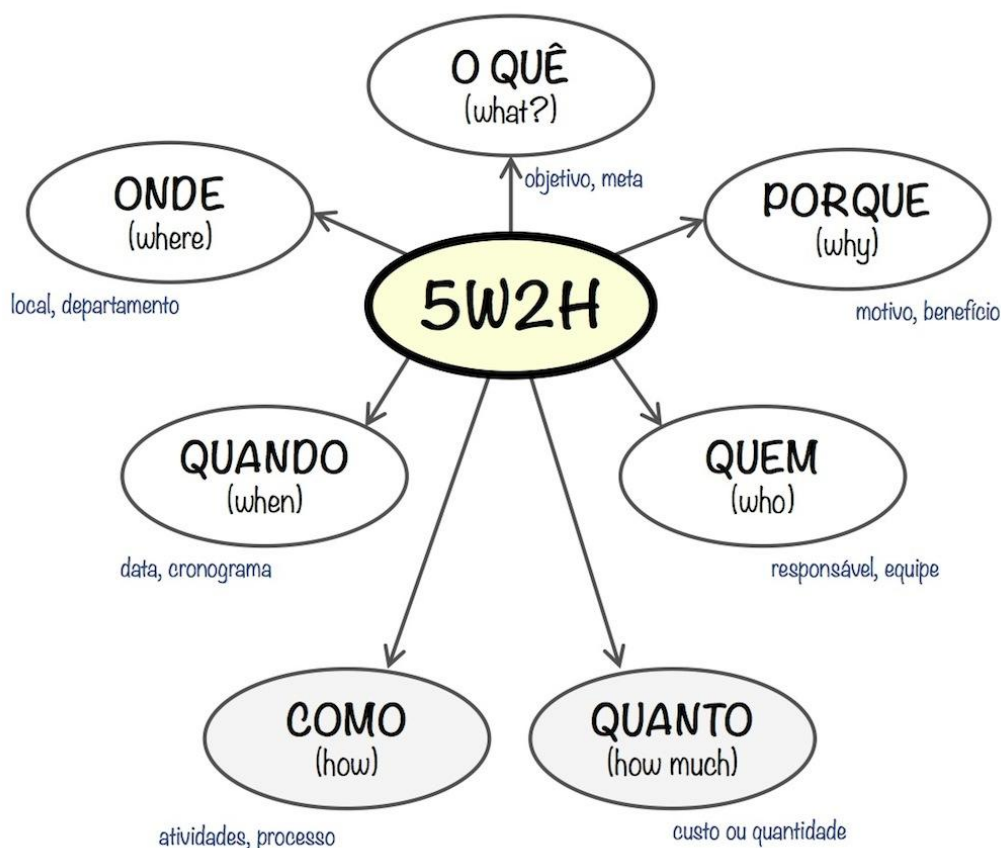 O QUÊ
(what?)
objetivo, meta
ONDE
(where)
local, departamento
PORQUE
(why)
motivo, benefício
5W2H
QUANDO
(when)
data, cronograma
QUEM
(who)
responsável, equipe
COMO
(how)
atividades, processo
QUANTO
(how much)
custo ou quantidade